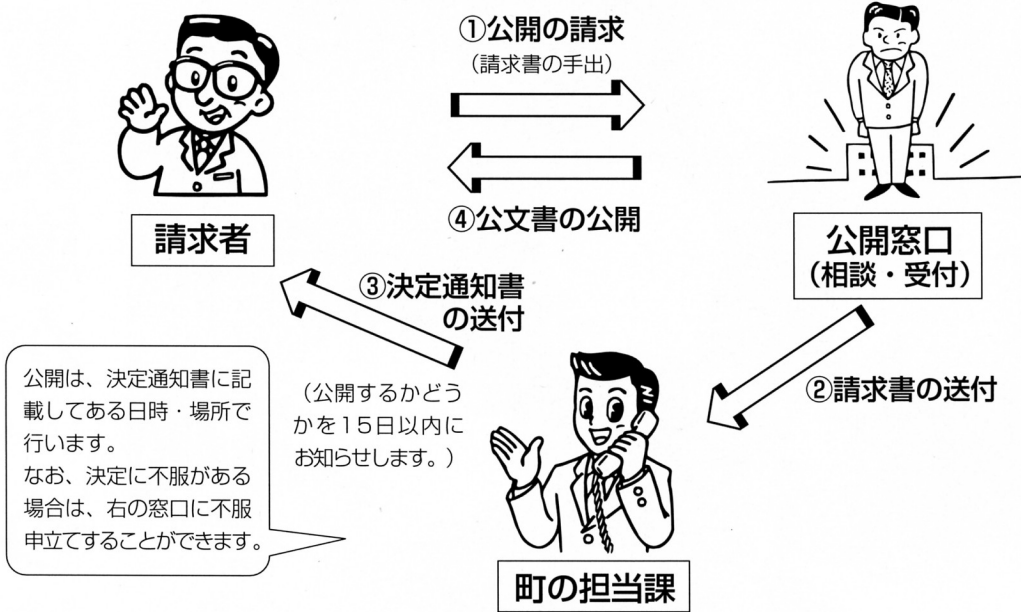 ①公開の請求
（請求書の手出）
④公文書の公開
請求者
公開窓口
（相談・受付）
③決定通知書
の送付
②請求書の送付
（公開するかどう
かを15日以内に
お知らせします。）
公開は、決定通知書に記
載してある日時・場所で
行います。
なお、決定に不服がある
場合は、右の窓口に不服
申立てすることができます。
町の担当課